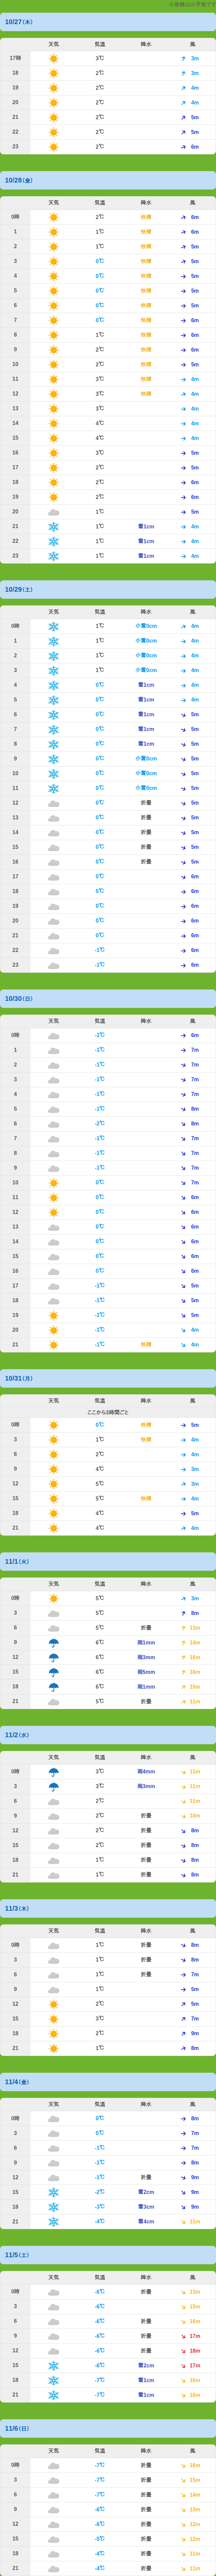 10/27(木)
天気 気温 降水 風
17時 3℃ 3m
18 2℃ 3m
19 2℃ 4m
20 2℃ 4m
21 2℃ 5m
22 2℃ 5m
23 2℃ 6m
10/28(金)
天気 気温 降水 風
0時 2℃ 快晴 6m
1 1℃ 快晴 6m
2 1℃ 快晴 5m
3 0℃ 快晴 5m
4 0℃ 快晴 5m
5 0℃ 快晴 5m
6 0℃ 快晴 6m
7 0℃ 快晴 6m
8 1℃ 快晴 6m
9 2℃ 快晴 6m
10 2℃ 快晴 5m
11 3℃ 快晴 4m
12 3℃ 快晴 4m
13 3℃ 4m
14 4℃ 4m
15 4℃ 4m
16 3℃ 5m
17 2℃ 5m
18 2℃ 6m
19 2℃ 6m
20 1℃ 5m
21 1℃ 雪1cm 4m
22 1℃ 雪1cm 4m
23 1℃ 雪1cm 4m
10/29(土)
天気 気温 降水 風
0時 1℃ 小雪0cm 4m
1 1℃ 小雪0cm 4m
2 1℃ 小雪0cm 4m
3 1℃ 小雪0cm 4m
4 0℃ 雪1cm 4m
5 0℃ 雪1cm 4m
6 0℃ 雪1cm 5m
7 0℃ 雪1cm 5m
8 0℃ 雪1cm 5m
9 0℃ 小雪0cm 5m
10 0℃ 小雪0cm 5m
11 0℃ 小雪0cm 5m
12 0℃ 折曇 5m
13 0℃ 折曇 5m
14 0℃ 折曇 5m
15 0℃ 折曇 5m
16 0℃ 折曇 5m
17 0℃ 6m
18 0℃ 6m
19 0℃ 6m
20 0℃ 6m
21 0℃ 6m
22 -1℃ 6m
23 -1℃ 6m
10/30(日)
天気 気温 降水 風
0時 -1℃ 6m
1 -1℃ 7m
2 -1℃ 7m
3 -1℃ 7m
4 -1℃ 7m
5 -1℃ 8m
6 -2℃ 8m
7 -1℃ 7m
8 -1℃ 7m
9 -1℃ 7m
10 0℃ 7m
11 0℃ 6m
12 0℃ 6m
13 0℃ 6m
14 0℃ 6m
15 0℃ 6m
16 0℃ 6m
17 -1℃ 5m
18 -1℃ 5m
19 -1℃ 5m
20 -1℃ 4m
21 -1℃ 快晴 4m
10/31(月)
天気 気温 降水 風
ここから3時間ごと
0時 0℃ 快晴 5m
3 1℃ 快晴 4m
6 2℃ 4m
9 4℃ 3m
12 5℃ 3m
15 5℃ 快晴 4m
18 4℃ 5m
21 4℃ 4m
11/1(火)
天気 気温 降水 風
0時 5℃ 3m
3 5℃ 8m
6 5℃ 折曇 13m
9 6℃ 雨1mm 14m
12 6℃ 雨3mm 16m
15 6℃ 雨5mm 16m
18 6℃ 雨1mm 15m
21 5℃ 折曇 11m
11/2(水)
天気 気温 降水 風
0時 3℃ 雨4mm 11m
3 3℃ 雨3mm 11m
6 2℃ 11m
9 2℃ 折曇 10m
12 2℃ 折曇 8m
15 2℃ 折曇 8m
18 1℃ 折曇 8m
21 1℃ 折曇 8m
11/3(木)
天気 気温 降水 風
0時 1℃ 折曇 8m
3 1℃ 折曇 8m
6 1℃ 折曇 7m
9 1℃ 5m
12 2℃ 5m
15 3℃ 7m
18 2℃ 9m
21 1℃ 8m
11/4(金)
天気 気温 降水 風
0時 0℃ 8m
3 0℃ 7m
6 -1℃ 7m
9 -1℃ 8m
12 -1℃ 折曇 9m
15 -2℃ 雪2cm 9m
18 -3℃ 雪3cm 9m
21 -4℃ 雪4cm 11m
11/5(土)
天気 気温 降水 風
0時 -6℃ 折曇 13m
3 -6℃ 15m
6 -6℃ 折曇 16m
9 -6℃ 折曇 17m
12 -6℃ 折曇 18m
15 -6℃ 雪2cm 17m
18 -7℃ 雪1cm 16m
21 -7℃ 雪1cm 16m
11/6(日)
天気 気温 降水 風
0時 -7℃ 折曇 16m
3 -7℃ 折曇 15m
6 -7℃ 折曇 14m
9 -6℃ 折曇 13m
12 -6℃ 折曇 12m
15 -5℃ 折曇 12m
18 -4℃ 折曇 11m
21 -4℃ 折曇 11m